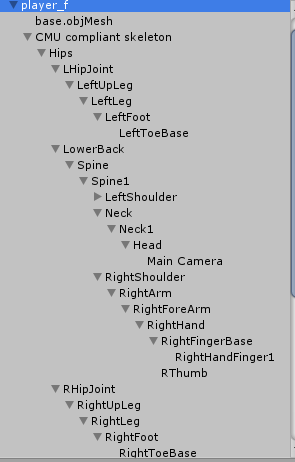 player_f
base.objMesh
CMU compliant skeleton
Hips
LHipJoint
LeftUpLeg
LeftLeg
LeftFoot
LeftToeBase
LowerBack
Spine
Spine1
LeftShoulder
Neck
Neck1
Head
Main Camera
RightShoulder
RightArm
RightForeArm
RightHand
RightFingerBase
RightHandFinger1
RThumb
RHipJoint
RightUpLeg
RightLeg
RightFoot
RightToeBase